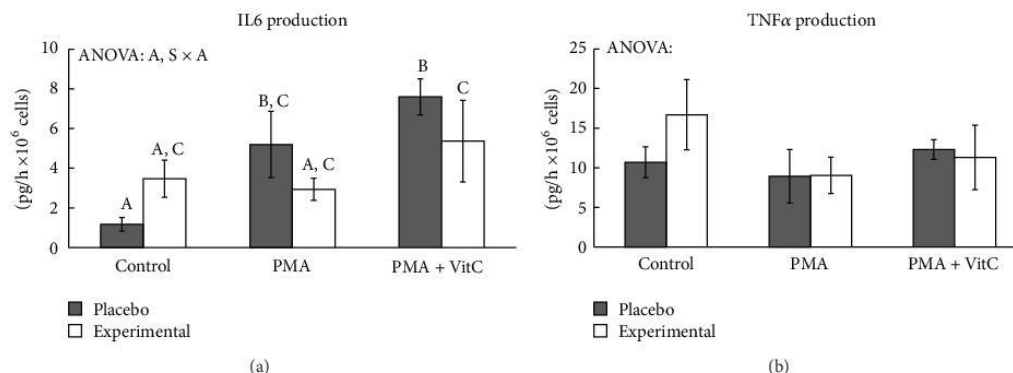 IL6 production
ANOVA: A, S × A
(pg/h ×10⁶ cells)
10
8
6
4
2
0
A
A, C
B, C
A, C
B
C
Control
PMA
PMA + VitC
Placebo
Experimental
(a)
TNFα production
ANOVA:
(pg/h ×10⁶ cells)
25
20
15
10
5
0
Control
PMA
PMA + VitC
Placebo
Experimental
(b)